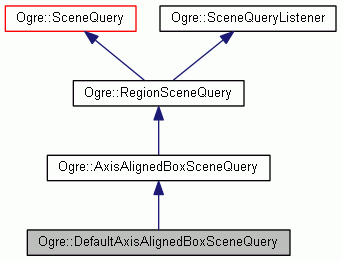 Ogre::SceneQuery
Ogre::SceneQueryListener
Ogre::RegionSceneQuery
Ogre::AxisAlignedBoxSceneQuery
Ogre::DefaultAxisAlignedBoxSceneQuery